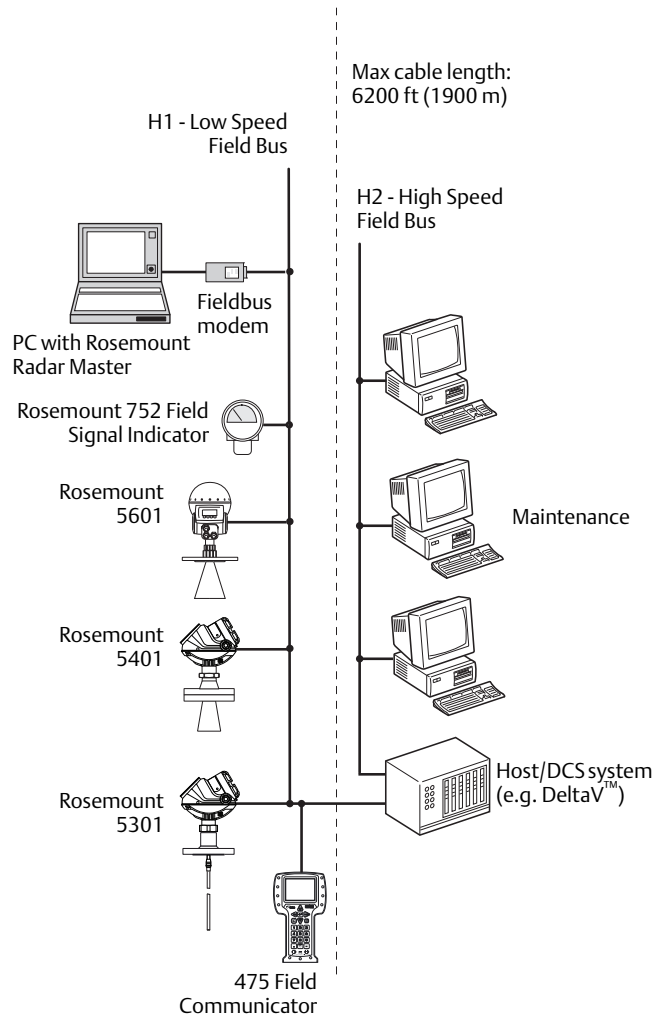 Max cable length:
6200 ft (1900 m)
H1 - Low Speed
Field Bus
H2 - High Speed
Field Bus
Fieldbus
modem
PC with Rosemount
Radar Master
Rosemount 752 Field
Signal Indicator
Rosemount
5601
Maintenance
Rosemount
5401
Rosemount
5301
Host/DCS system
(e.g. DeltaV™)
475 Field
Communicator